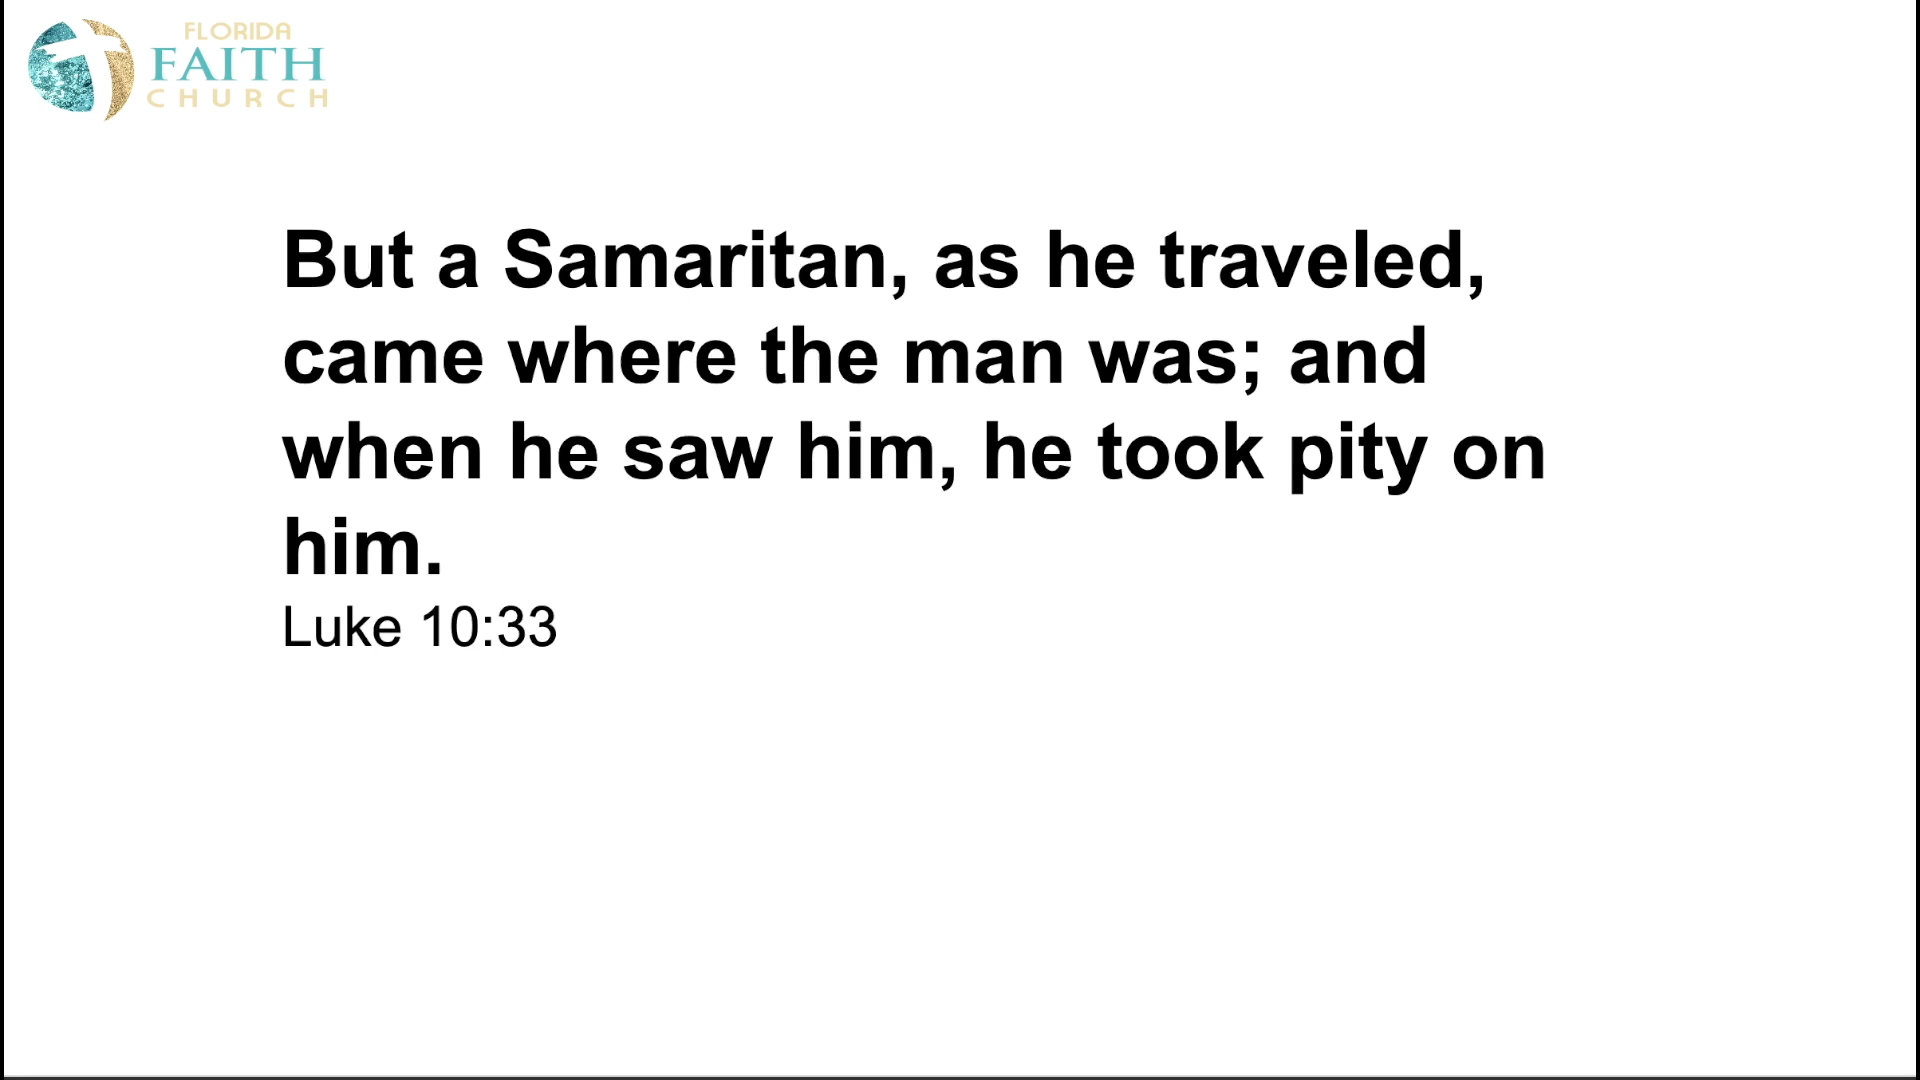 FLORIDA
FAITH
CHURCH
But a Samaritan, as he traveled,
came where the man was; and
when he saw him, he took pity on
him.
Luke 10:33